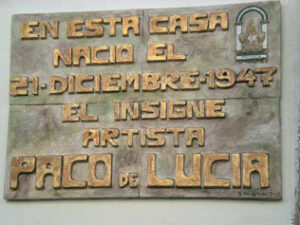 EN ESTA CASA
NACIO EL
21-DICIEMBRE-1947
EL INSIGNE
ARTISTA
PACO DE LUCIA